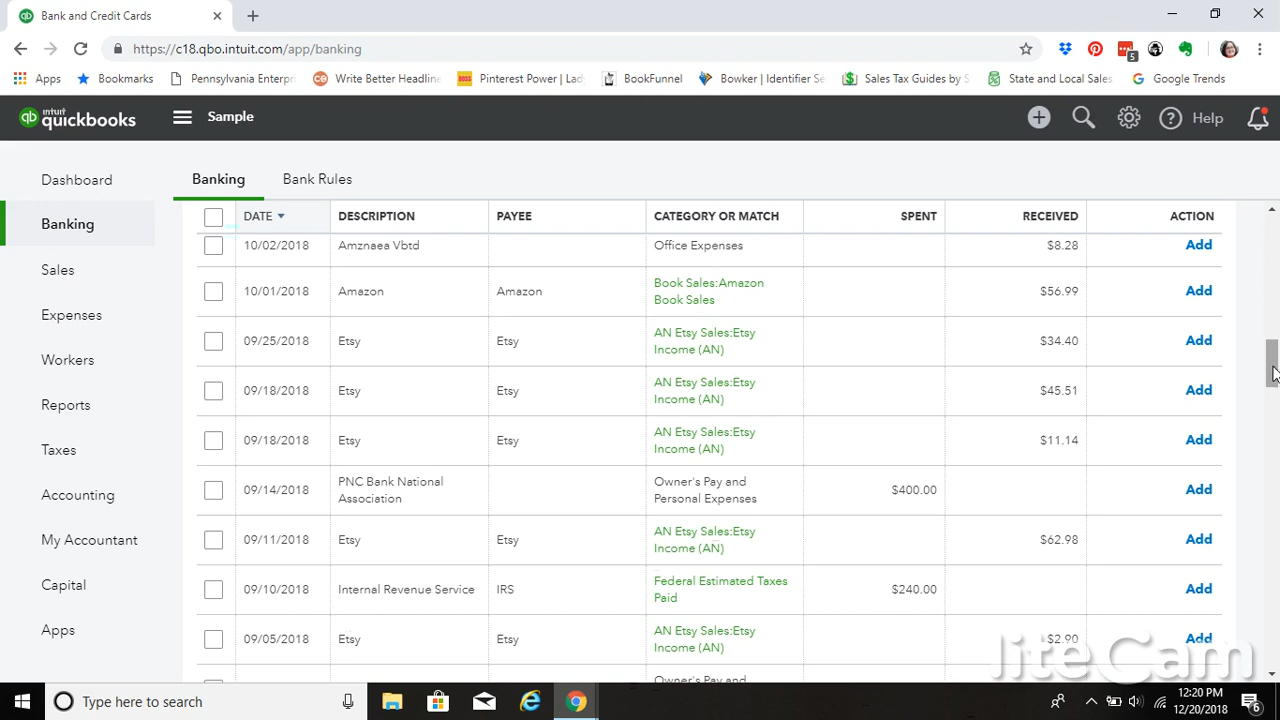 Bank and Credit Cards
https://c18.qbo.intuit.com/app/banking
5
Apps Bookmarks Pennsylvania Enterpr Write Better Headline Pinterest Power | Lad BookFunnel Bowker | Identifier Se Sales Tax Guides by S State and Local Sales Google Trends
qb intuit quickbooks Sample Help
Dashboard
Banking
Sales
Expenses
Workers
Reports
Taxes
Accounting
My Accountant
Capital
Apps
Banking Bank Rules
DATE DESCRIPTION PAYEE CATEGORY OR MATCH SPENT RECEIVED ACTION
10/02/2018 Amznaea Vbtd Office Expenses $8.28 Add
10/01/2018 Amazon Amazon Book Sales:Amazon $56.99 Add
Book Sales
09/25/2018 Etsy Etsy AN Etsy Sales:Etsy $34.40 Add
Income (AN)
09/18/2018 Etsy Etsy AN Etsy Sales:Etsy $45.51 Add
Income (AN)
09/18/2018 Etsy Etsy AN Etsy Sales:Etsy $11.14 Add
Income (AN)
09/14/2018 PNC Bank National Owner's Pay and $400.00 Add
Association Personal Expenses
09/11/2018 Etsy Etsy AN Etsy Sales:Etsy $62.98 Add
Income (AN)
09/10/2018 Internal Revenue Service IRS Federal Estimated Taxes $240.00 Add
Paid
09/05/2018 Etsy Etsy AN Etsy Sales:Etsy $2.90 Add
Income (AN)
Owner's Pay and
liteCam
Type here to search
12:20 PM
12/20/2018
6